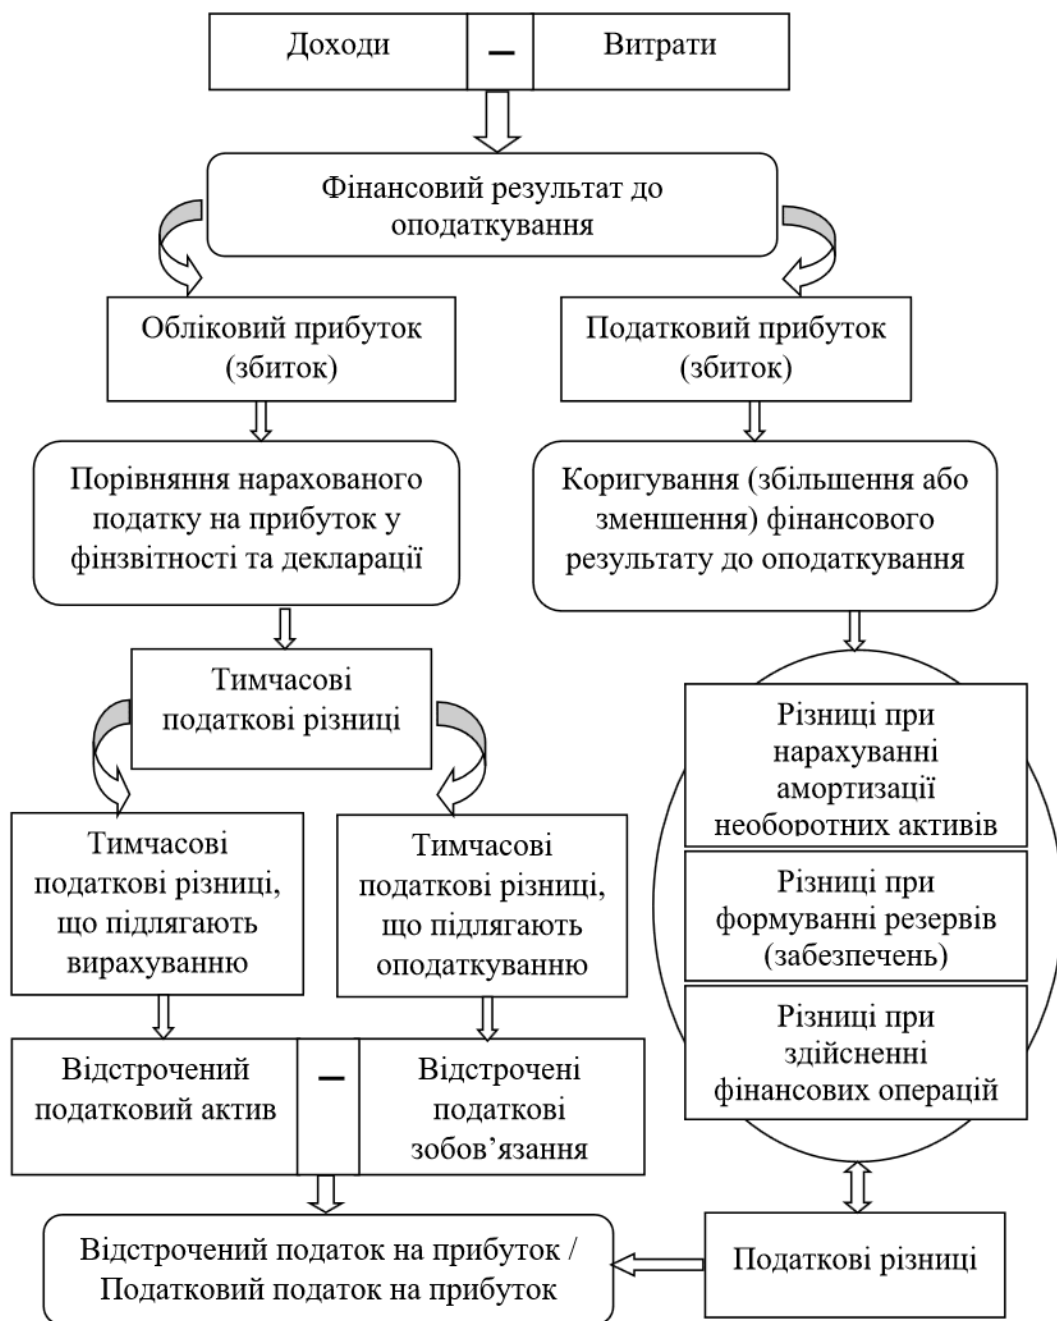 Доходи
–
Витрати
Фінансовий результат до
оподаткування
Обліковий прибуток
(збиток)
Податковий прибуток
(збиток)
Порівняння нарахованого
податку на прибуток у
фінзвітності та декларації
Коригування (збільшення або
зменшення) фінансового
результату до оподаткування
Тимчасові
податкові різниці
Різниці при
нарахуванні
амортизації
необоротних активів
Тимчасові
податкові різниці,
що підлягають
вирахуванню
Тимчасові
податкові різниці,
що підлягають
оподаткуванню
Різниці при
формуванні резервів
(забезпечень)
Різниці при
здійсненні
фінансових операцій
Відстрочений
податковий актив
–
Відстрочені
податкові
зобов’язання
Відстрочений податок на прибуток /
Податковий податок на прибуток
Податкові різниці